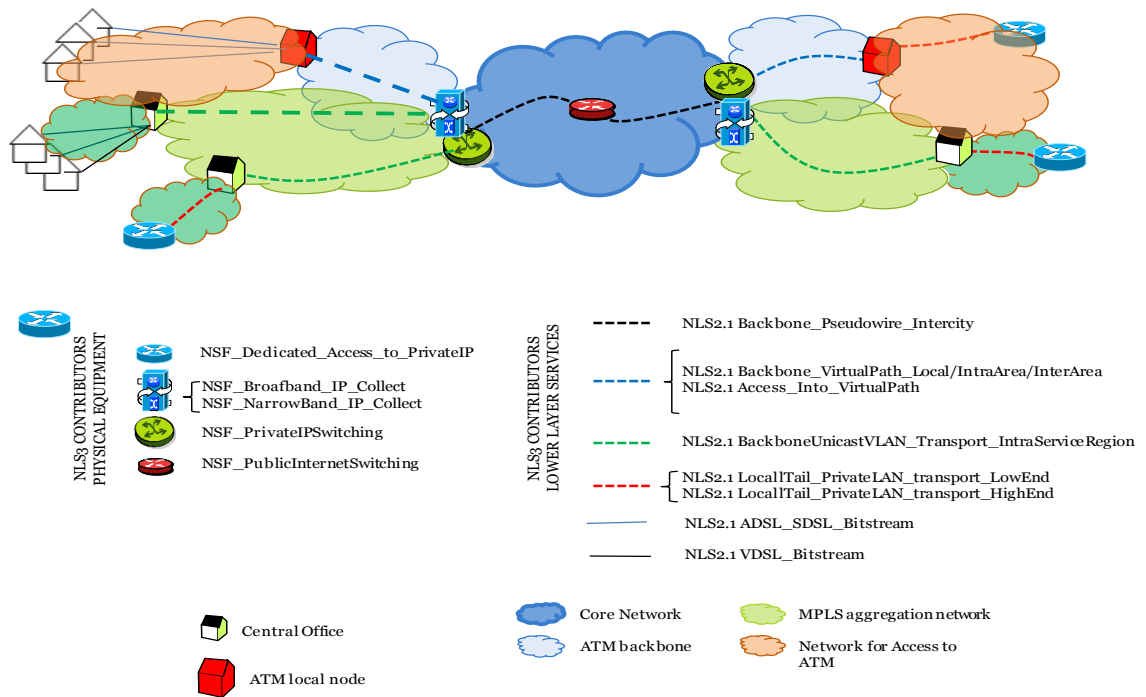 NLS3 CONTRIBUTORS
PHYSICAL EQUIPMENT
NSF_Dedicated_Access_to_PrivateIP
NSF_Broafband_IP_Collect
NSF_NarrowBand_IP_Collect
NSF_PrivateIPSwitching
NSF_PublicInternetSwitching
NLS3 CONTRIBUTORS
LOWER LAYER SERVICES
NLS2.1 Backbone_Pseudowire_Intercity
NLS2.1 Backbone_VirtualPath_Local/IntraArea/InterArea
NLS2.1 Access_Into_VirtualPath
NLS2.1 BackboneUnicastVLAN_Transport_IntraServiceRegion
NLS2.1 LocallTail_PrivateLAN_transport_LowEnd
NLS2.1 LocallTail_PrivateLAN_transport_HighEnd
NLS2.1 ADSL_SDSL_Bitstream
NLS2.1 VDSL_Bitstream
Central Office
ATM local node
Core Network
ATM backbone
MPLS aggregation network
Network for Access to
ATM